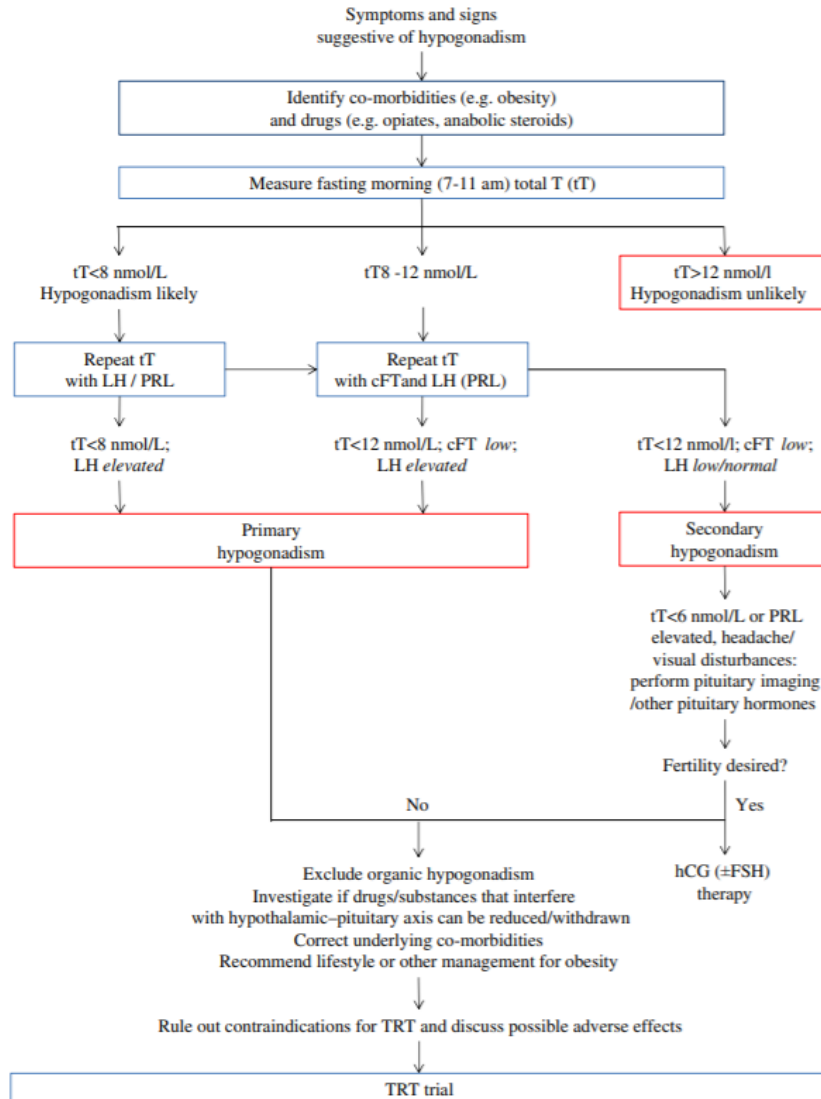 Symptoms and signs
suggestive of hypogonadism
Identify co-morbidities (e.g. obesity)
and drugs (e.g. opiates, anabolic steroids)
Measure fasting morning (7-11 am) total T (tT)
tT<8 nmol/L
Hypogonadism likely
tT8 -12 nmol/L
tT>12 nmol/l
Hypogonadism unlikely
Repeat tT
with LH / PRL
Repeat tT
with cFTand LH (PRL)
tT<8 nmol/L;
LH elevated
tT<12 nmol/L; cFT low;
LH elevated
tT<12 nmol/l; cFT low;
LH low/normal
Primary
hypogonadism
Secondary
hypogonadism
tT<6 nmol/L or PRL
elevated, headache/
visual disturbances:
perform pituitary imaging
/other pituitary hormones
Fertility desired?
No
Yes
Exclude organic hypogonadism
Investigate if drugs/substances that interfere
with hypothalamic–pituitary axis can be reduced/withdrawn
Correct underlying co-morbidities
Recommend lifestyle or other management for obesity
hCG (±FSH)
therapy
Rule out contraindications for TRT and discuss possible adverse effects
TRT trial